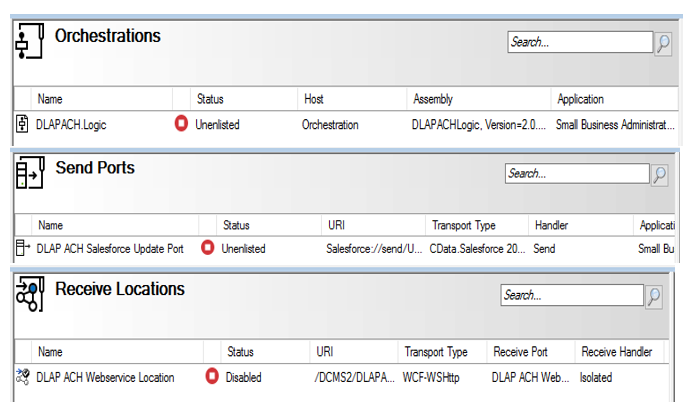 Orchestrations
Search...
Name Status Host Assembly Application
DLAPACH.Logic Unenlisted Orchestration DLAPACHLogic, Version=2.0.... Small Business Administrat...
Send Ports
Search...
Name Status URI Transport Type Handler Applicati
DLAP ACH Salesforce Update Port Unenlisted Salesforce://send/U... CData.Salesforce 20... Send Small Bu
Receive Locations
Search...
Name Status URI Transport Type Receive Port Receive Handler
DLAP ACH Webservice Location Disabled /DCMS2/DLAPA... WCF-WSHttp DLAP ACH Web... Isolated